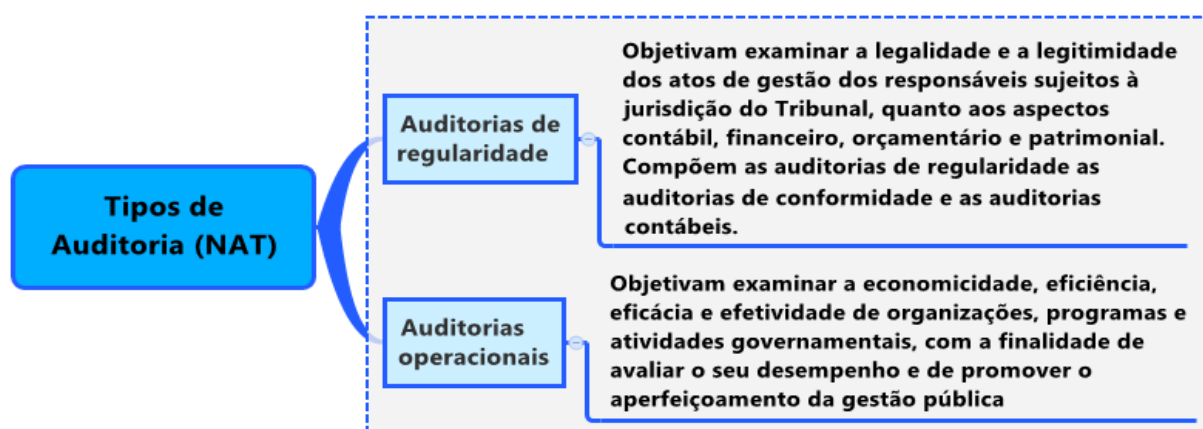 Tipos de
Auditoria (NAT)
Auditorias de
regularidade
Objetivam examinar a legalidade e a legitimidade
dos atos de gestão dos responsáveis sujeitos à
jurisdição do Tribunal, quanto aos aspectos
contábil, financeiro, orçamentário e patrimonial.
Compõem as auditorias de regularidade as
auditorias de conformidade e as auditorias
contábeis.
Auditorias
operacionais
Objetivam examinar a economicidade, eficiência,
eficácia e efetividade de organizações, programas e
atividades governamentais, com a finalidade de
avaliar o seu desempenho e de promover o
aperfeiçoamento da gestão pública